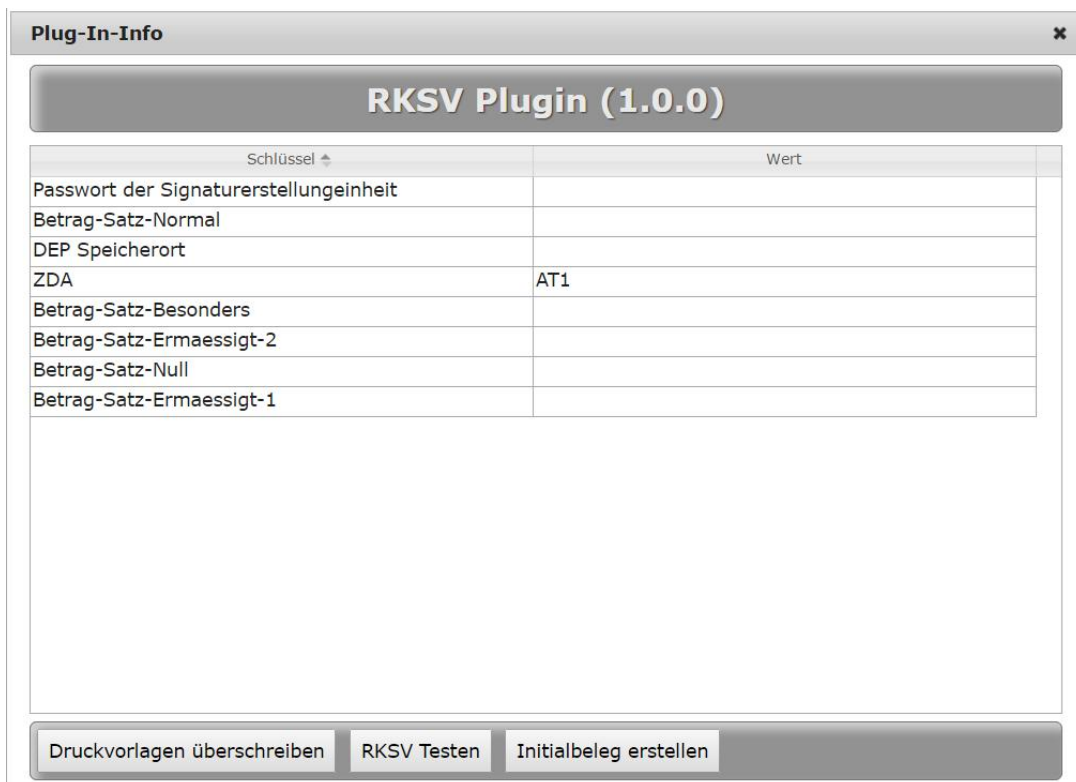 Plug-In-Info
RKSV Plugin (1.0.0)
Schlüssel Wert
Passwort der Signaturerstellungeinheit
Betrag-Satz-Normal
DEP Speicherort
ZDA AT1
Betrag-Satz-Besonders
Betrag-Satz-Ermaessigt-2
Betrag-Satz-Null
Betrag-Satz-Ermaessigt-1
Druckvorlagen überschreiben RKSV Testen Initialbeleg erstellen